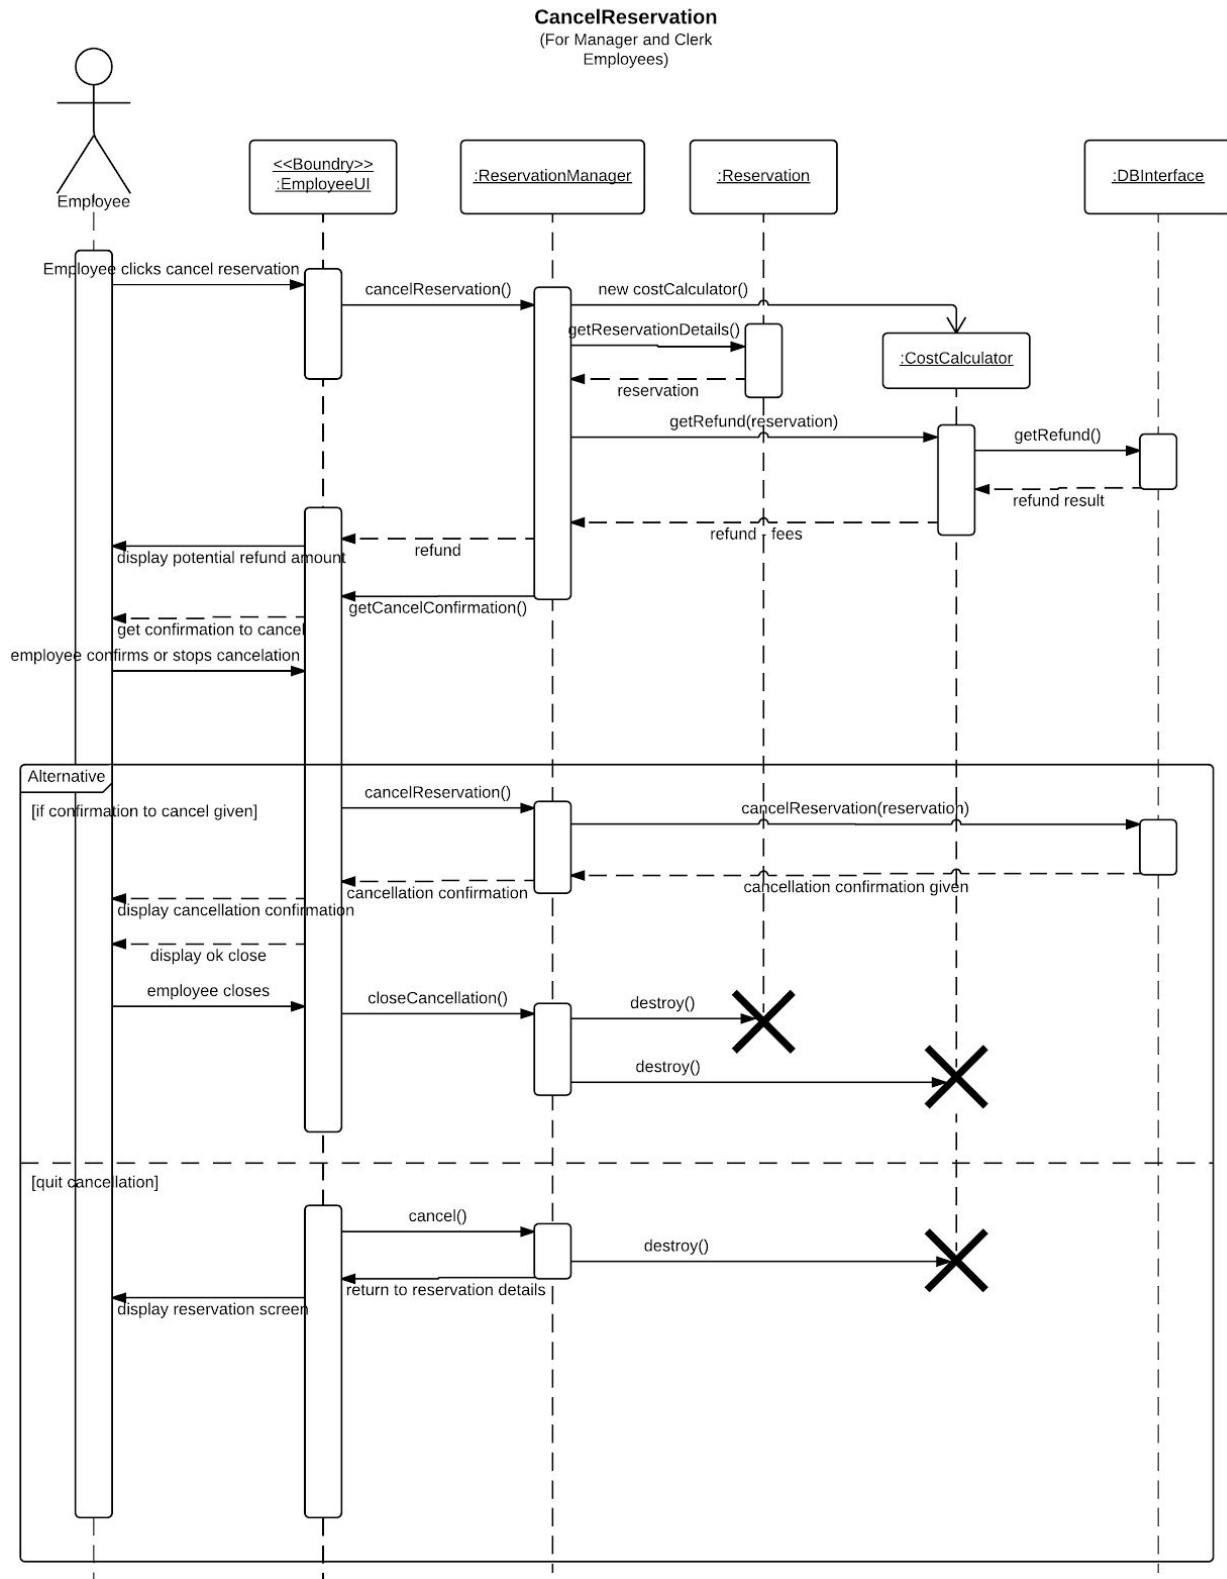 CancelReservation
(For Manager and Clerk
Employees)
Employee
<<Boundry>>
:EmployeeUI
:ReservationManager
:Reservation
:DBInterface
Employee clicks cancel reservation
cancelReservation()
new costCalculator()
getReservationDetails()
:CostCalculator
reservation
getRefund(reservation)
getRefund()
refund result
refund - fees
refund
display potential refund amount
getCancelConfirmation()
get confirmation to cancel
employee confirms or stops cancelation
Alternative
[if confirmation to cancel given]
cancelReservation()
cancelReservation(reservation)
cancellation confirmation given
cancellation confirmation
display cancellation confirmation
display ok close
employee closes
closeCancellation()
destroy()
destroy()
[quit cancellation]
cancel()
destroy()
return to reservation details
display reservation screen